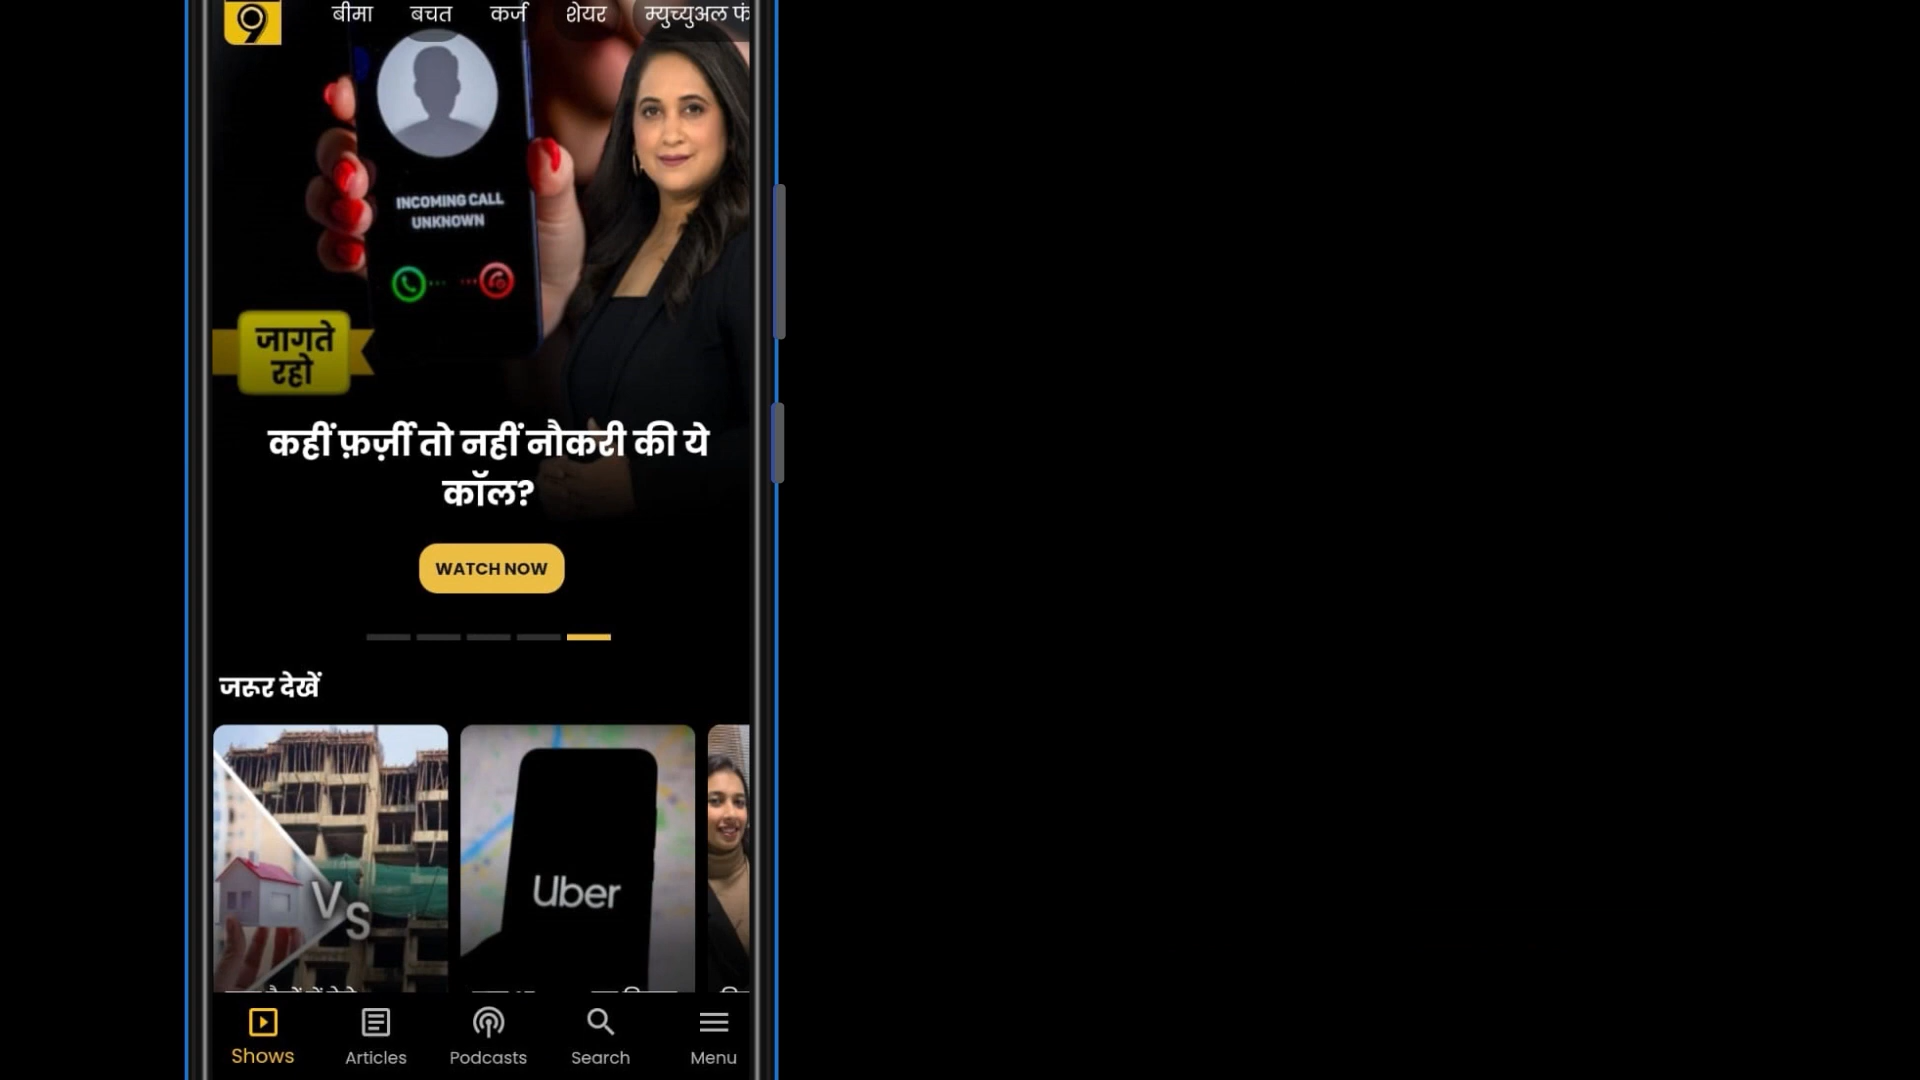 9
बीमा बचत कर्ज शेयर म्युच्युअल फं
INCOMING CALL
UNKNOWN
जागते
रहो
कहीं फ़र्ज़ी तो नहीं नौकरी की ये
कॉल?
WATCH NOW
जरूर देखें
VS
Uber
Shows Articles Podcasts Search Menu